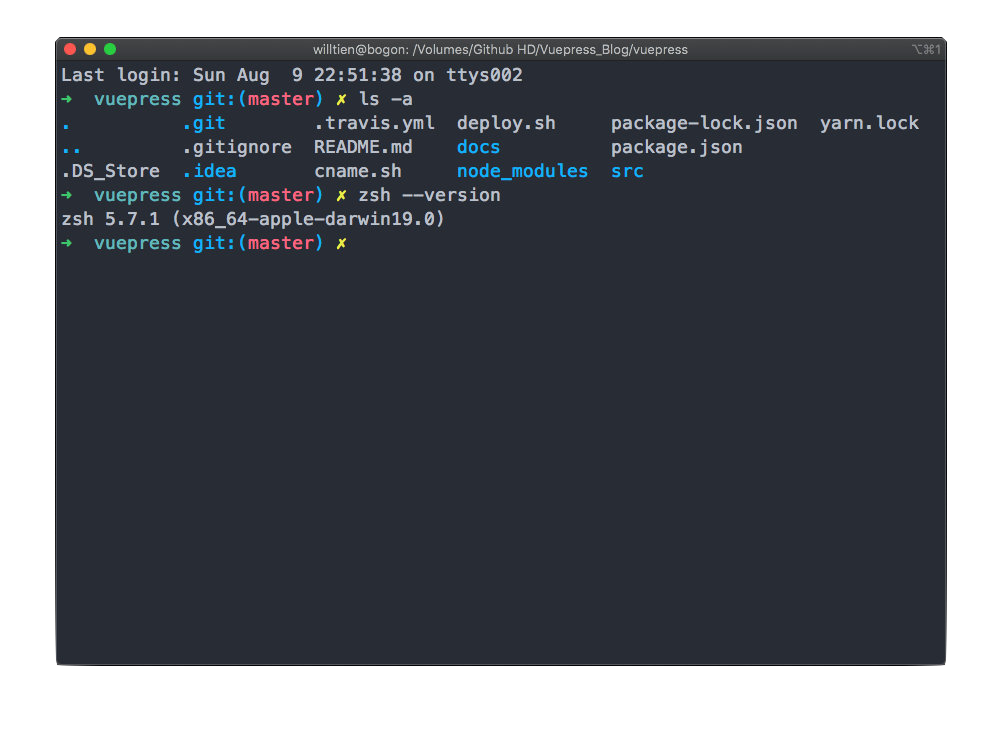 willtien@bogon: /Volumes/Github HD/Vuepress_Blog/vuepress ⌥⌘1
Last login: Sun Aug  9 22:51:38 on ttys002
➜  vuepress git:(master) ✗ ls -a
.          .git        .travis.yml  deploy.sh     package-lock.json  yarn.lock
..         .gitignore  README.md    docs          package.json
.DS_Store  .idea       cname.sh     node_modules  src
➜  vuepress git:(master) ✗ zsh --version
zsh 5.7.1 (x86_64-apple-darwin19.0)
➜  vuepress git:(master) ✗